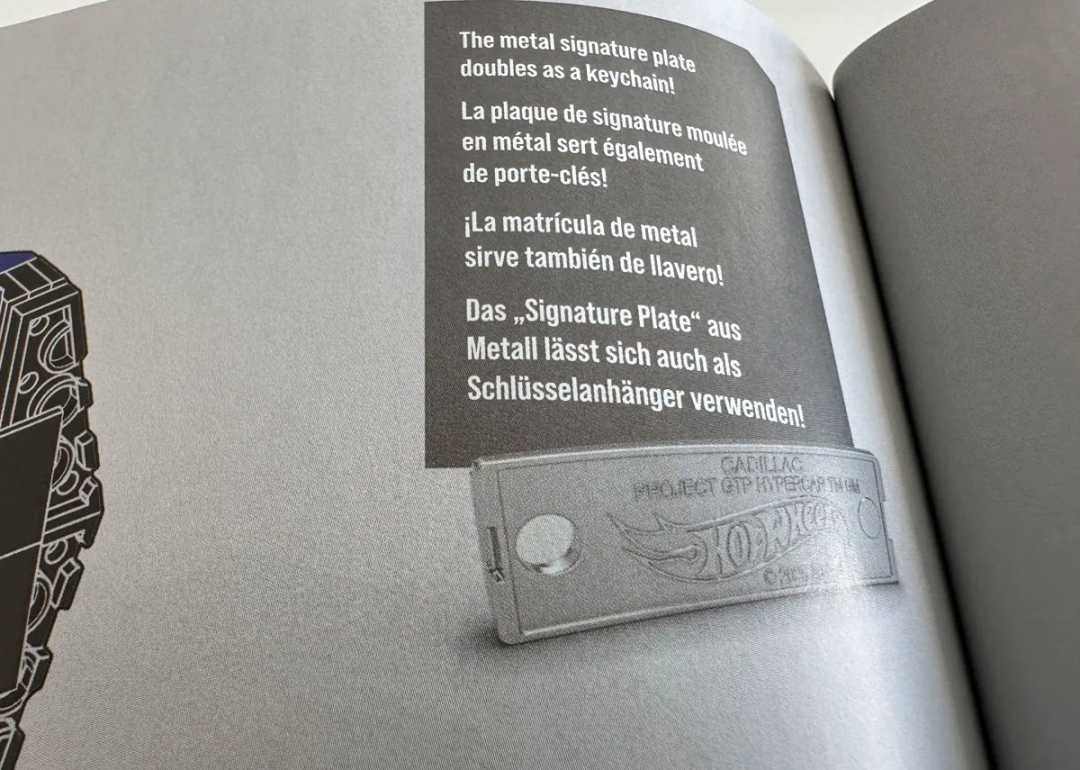 The metal signature plate
doubles as a keychain!
La plaque de signature moulée
en métal sert également
de porte-clés!
¡La matrícula de metal
sirve también de llavero!
Das „Signature Plate“ aus
Metall lässt sich auch als
Schlüsselanhänger verwenden!
CADILLAC
PROJECT GTP HYPERCAR TM GM
Hot Wheels
©